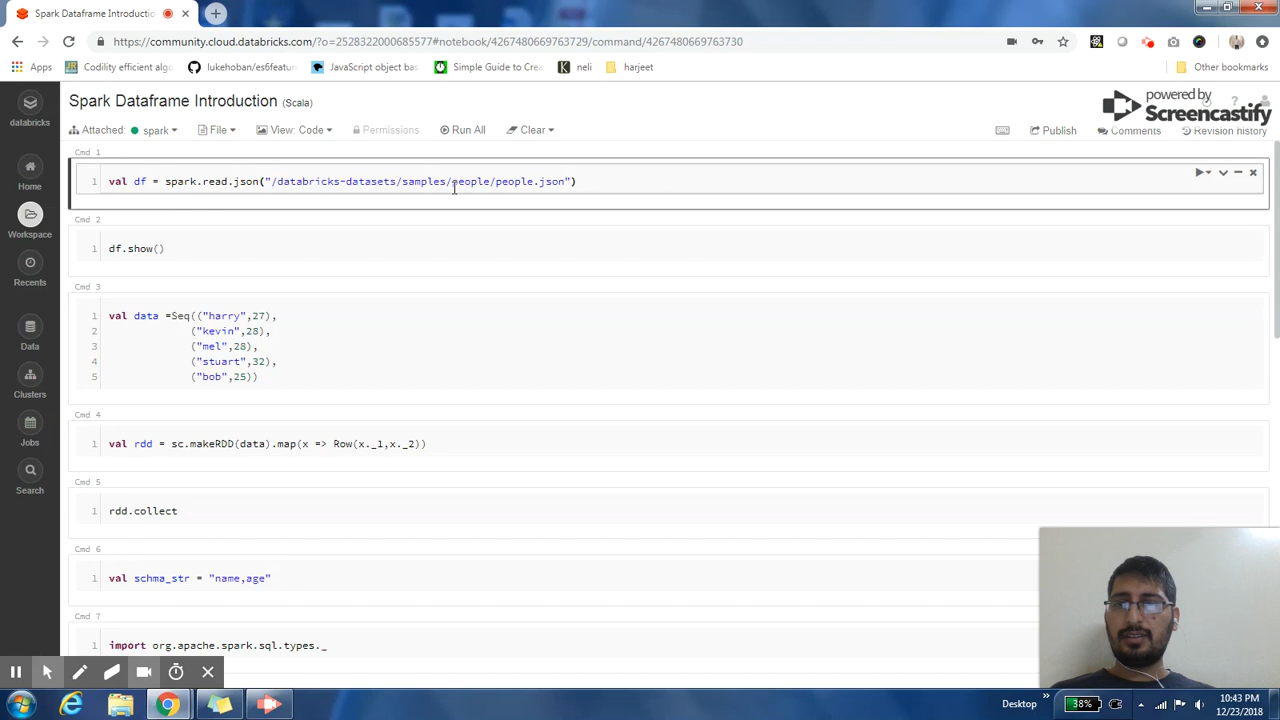 Spark Dataframe Introduction
https://community.cloud.databricks.com/?o=2528322000685577#notebook/4267480669763729/command/4267480669763730
Apps
Codility efficient algo
lukehoban/es6feature
JavaScript object bas
Simple Guide to Crea
neli
harjeet
Other bookmarks
databricks
Home
Workspace
Recents
Data
Clusters
Jobs
Search
Spark Dataframe Introduction (Scala)
powered by
Screencastify
Attached: spark
File
View: Code
Permissions
Run All
Clear
Publish
Comments
Revision history
Cmd 1
1 val df = spark.read.json("/databricks-datasets/samples/people/people.json")
Cmd 2
1 df.show()
Cmd 3
1 val data =Seq(("harry",27),
2 ("kevin",28),
3 ("mel",28),
4 ("stuart",32),
5 ("bob",25))
Cmd 4
1 val rdd = sc.makeRDD(data).map(x => Row(x._1,x._2))
Cmd 5
1 rdd.collect
Cmd 6
1 val schma_str = "name,age"
Cmd 7
1 import org.apache.spark.sql.types._
Desktop
38%
10:43 PM
12/23/2018